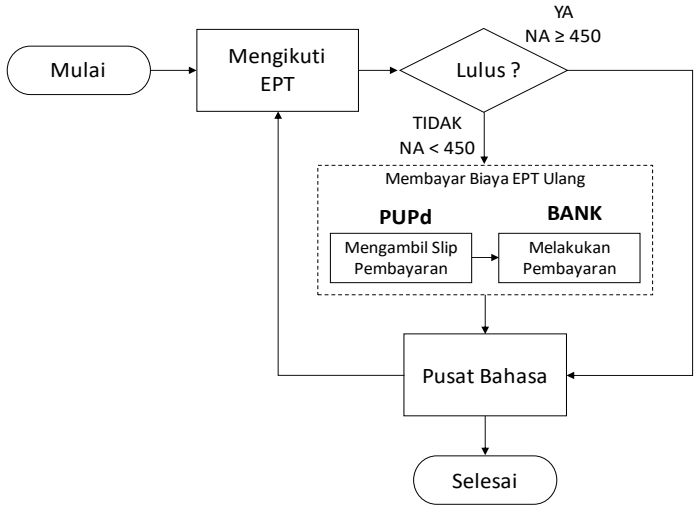 Mulai
Mengikuti
EPT
Lulus ?
YA
NA ≥ 450
TIDAK
NA < 450
Membayar Biaya EPT Ulang
PUPd
Mengambil Slip
Pembayaran
BANK
Melakukan
Pembayaran
Pusat Bahasa
Selesai